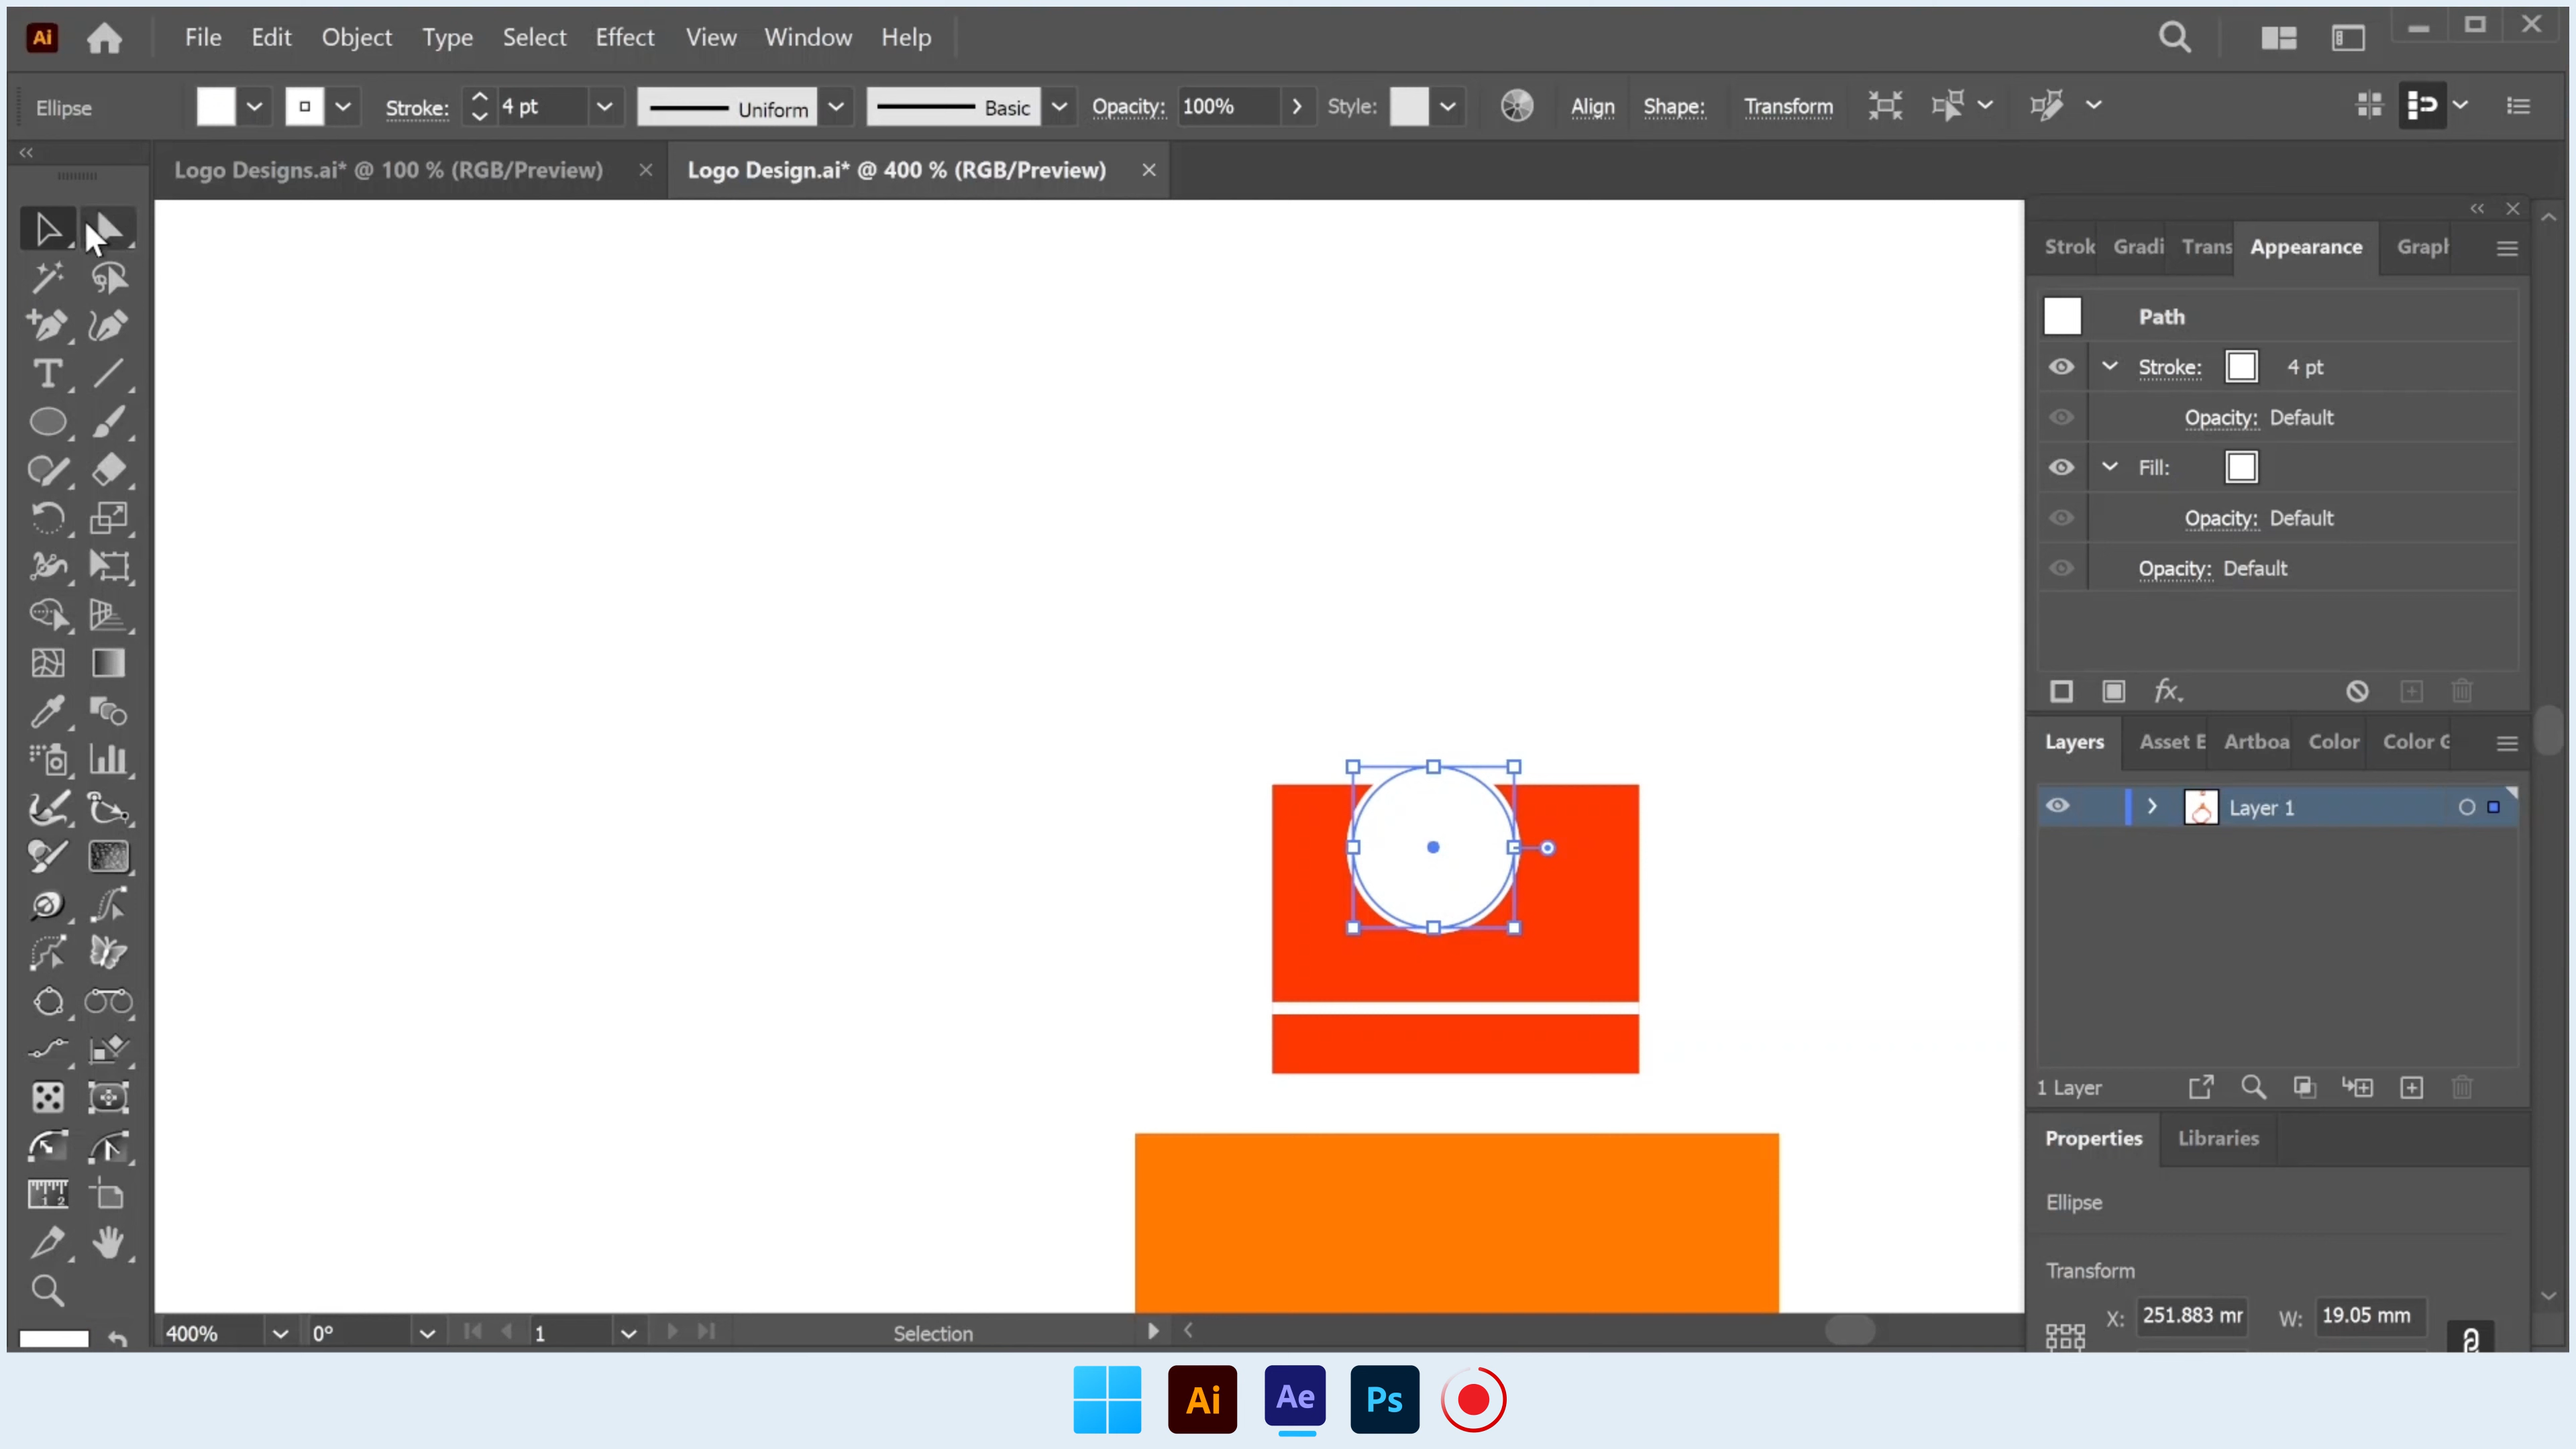 Ai File Edit Object Type Select Effect View Window Help
Ellipse Stroke: 4 pt Uniform Basic Opacity: 100% Style: Align Shape: Transform
Logo Designs.ai* @ 100 % (RGB/Preview) × Logo Design.ai* @ 400 % (RGB/Preview) ×
Strok Gradi Trans Appearance Graph
Path
Stroke: 4 pt
Opacity: Default
Fill:
Opacity: Default
Opacity: Default
fx
Layers Asset E Artboa Color Color G
Layer 1
1 Layer
Properties Libraries
Ellipse
Transform
X: 251.883 mr W: 19.05 mm
400% 0° 1 Selection
Ai Ae Ps